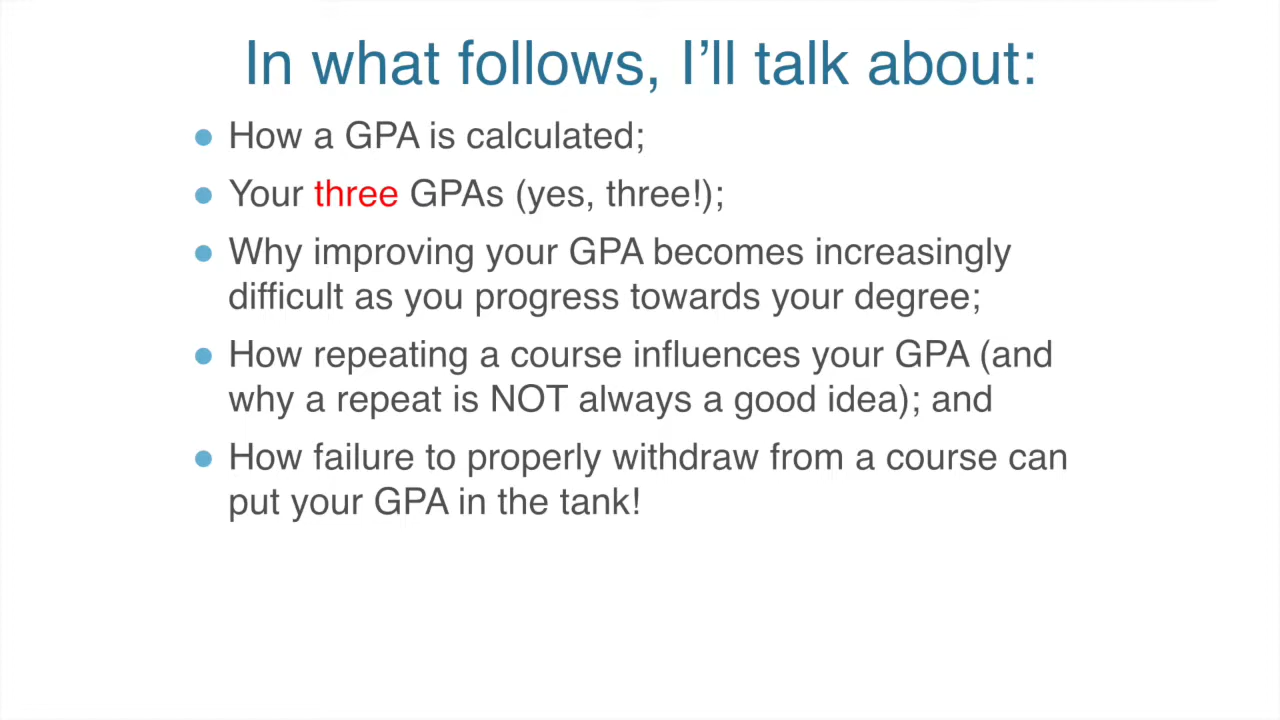 In what follows, I’ll talk about:
● How a GPA is calculated;
● Your three GPAs (yes, three!);
● Why improving your GPA becomes increasingly
difficult as you progress towards your degree;
● How repeating a course influences your GPA (and
why a repeat is NOT always a good idea); and
● How failure to properly withdraw from a course can
put your GPA in the tank!